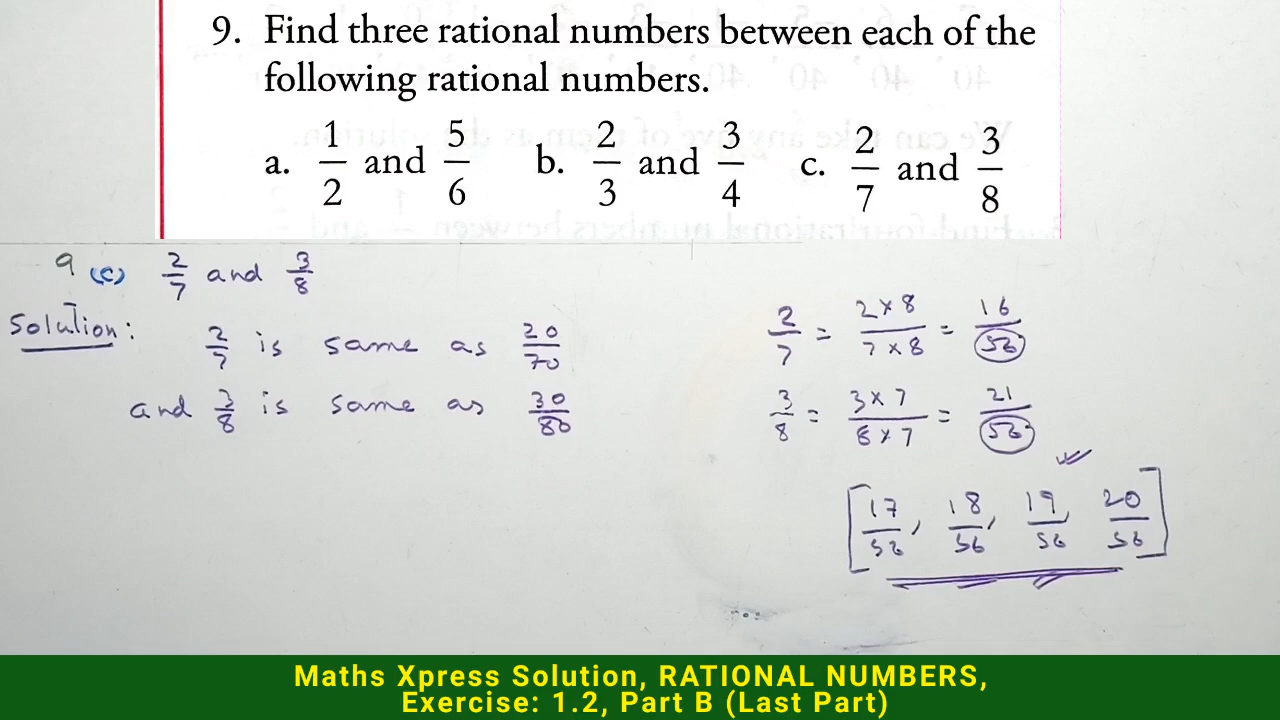 9. Find three rational numbers between each of the
following rational numbers.
a. 1/2 and 5/6 b. 2/3 and 3/4 c. 2/7 and 3/8
9 (c) 2/7 and 3/8
Solution:
2/7 is same as 20/70
and 3/8 is same as 30/80
2/7 = 2 × 8 / 7 × 8 = 16/56
3/8 = 3 × 7 / 8 × 7 = 21/56
[17/56, 18/56, 19/56, 20/56]
Maths Xpress Solution, RATIONAL NUMBERS,
Exercise: 1.2, Part B (Last Part)